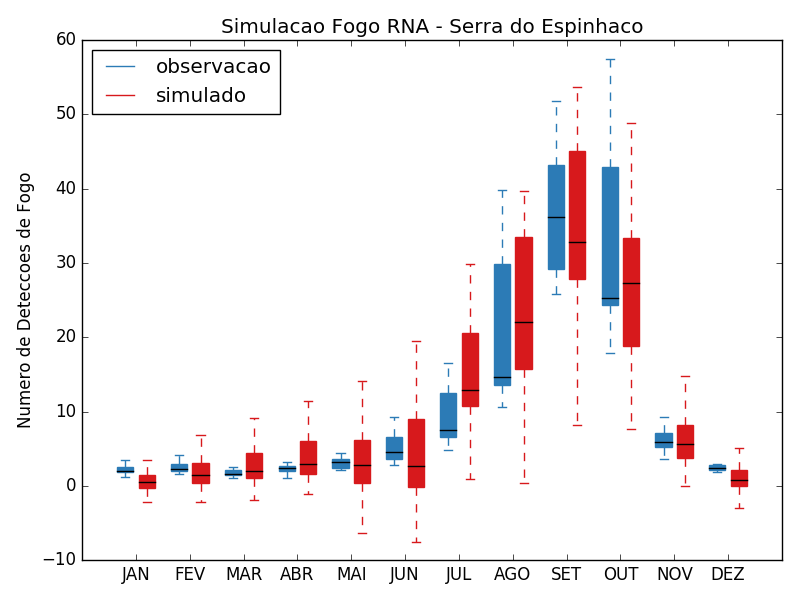 Simulacao Fogo RNA - Serra do Espinhaco
60
50
40
30
20
10
0
−10
Numero de Deteccoes de Fogo
observacao
simulado
JAN FEV MAR ABR MAI JUN JUL AGO SET OUT NOV DEZ